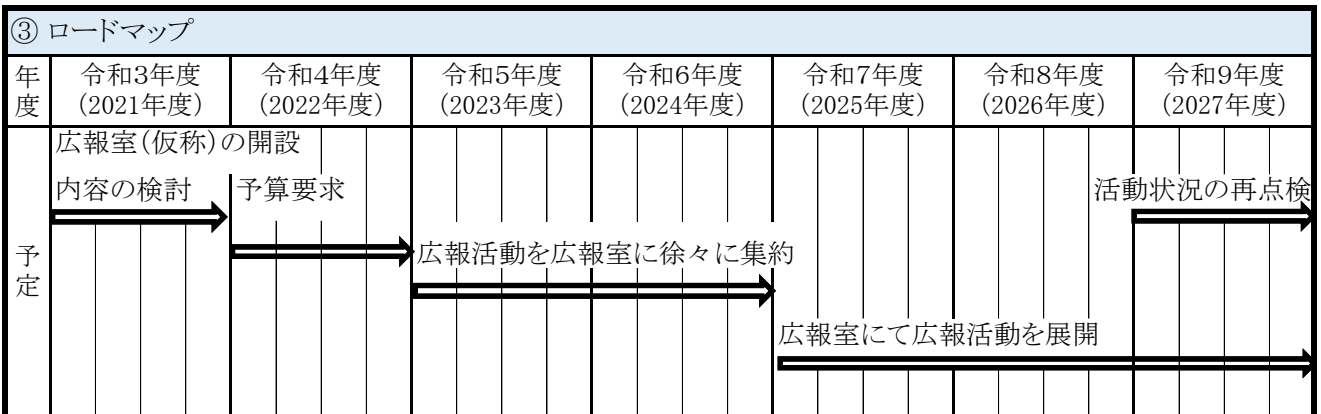 ③ ロードマップ
年度
令和3年度
(2021年度)
令和4年度
(2022年度)
令和5年度
(2023年度)
令和6年度
(2024年度)
令和7年度
(2025年度)
令和8年度
(2026年度)
令和9年度
(2027年度)
予定
広報室(仮称)の開設
内容の検討
予算要求
活動状況の再点検
広報活動を広報室に徐々に集約
広報室にて広報活動を展開